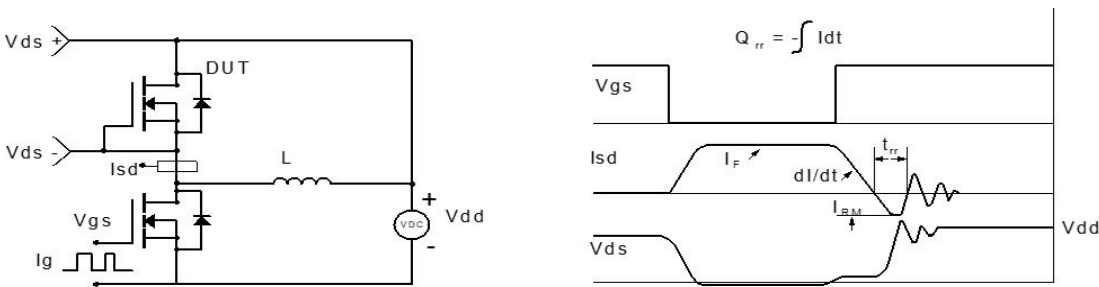 Vds +
DUT
Vds -
Isd
L
Vgs
+
VDC
-
Vdd
Ig
Q rr = -∫ Idt
Vgs
Isd
I F
dI/dt
t rr
I RM
Vds
Vdd